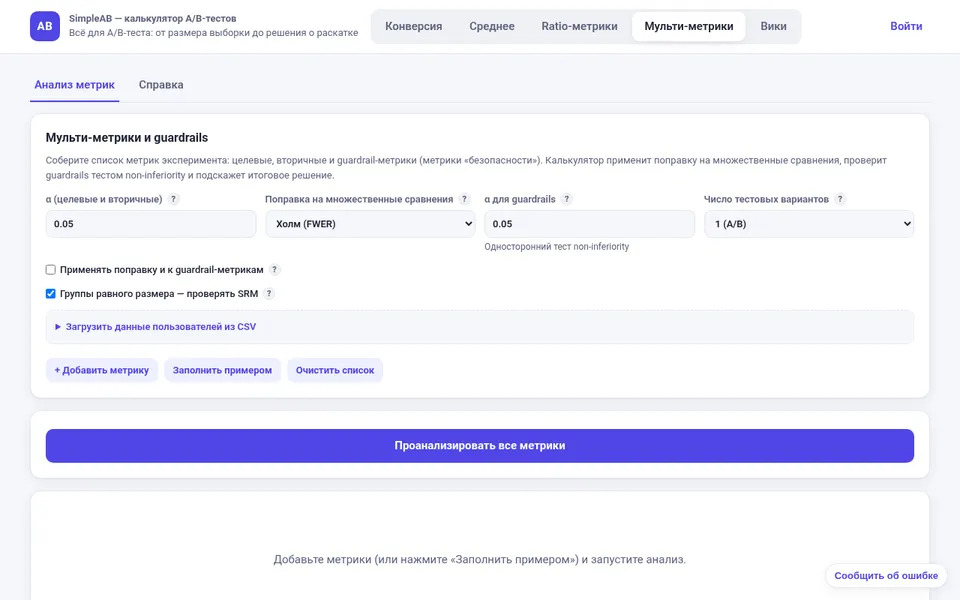 AB
SimpleAB — калькулятор A/B-тестов
Всё для A/B-теста: от размера выборки до решения о раскатке
Конверсия
Среднее
Ratio-метрики
Мульти-метрики
Вики
Войти
Анализ метрик
Справка
Мульти-метрики и guardrails
Соберите список метрик эксперимента: целевые, вторичные и guardrail-метрики (метрики «безопасности»). Калькулятор применит поправку на множественные сравнения, проверит
guardrails тестом non-inferiority и подскажет итоговое решение.
α (целевые и вторичные) ?
Поправка на множественные сравнения ?
α для guardrails ?
Число тестовых вариантов ?
0.05
Холм (FWER)
0.05
1 (A/B)
Односторонний тест non-inferiority
Применять поправку и к guardrail-метрикам ?
Группы равного размера — проверять SRM ?
Загрузить данные пользователей из CSV
+ Добавить метрику
Заполнить примером
Очистить список
Проанализировать все метрики
Добавьте метрики (или нажмите «Заполнить примером») и запустите анализ.
Сообщить об ошибке